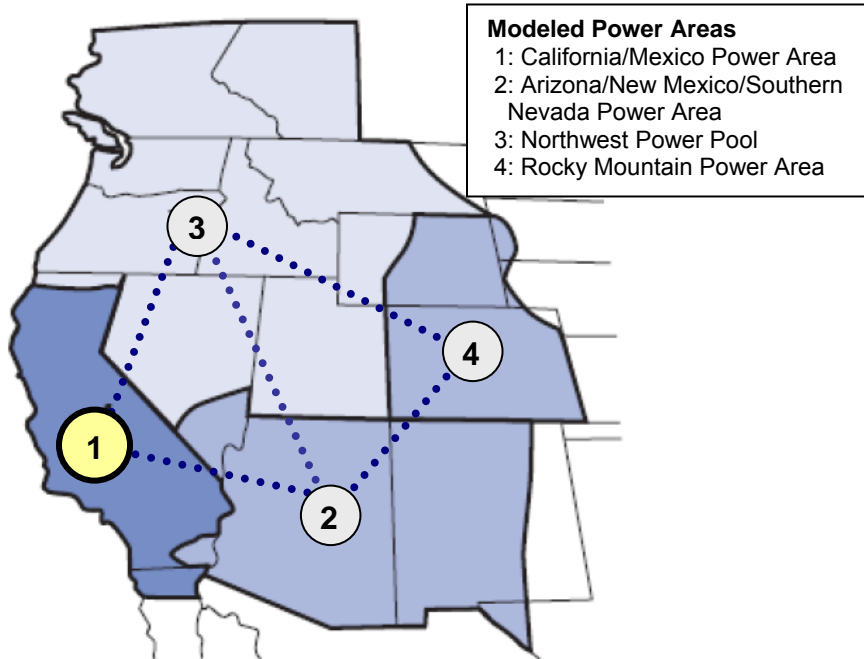 Modeled Power Areas
1: California/Mexico Power Area
2: Arizona/New Mexico/Southern
Nevada Power Area
3: Northwest Power Pool
4: Rocky Mountain Power Area
3
4
1
2